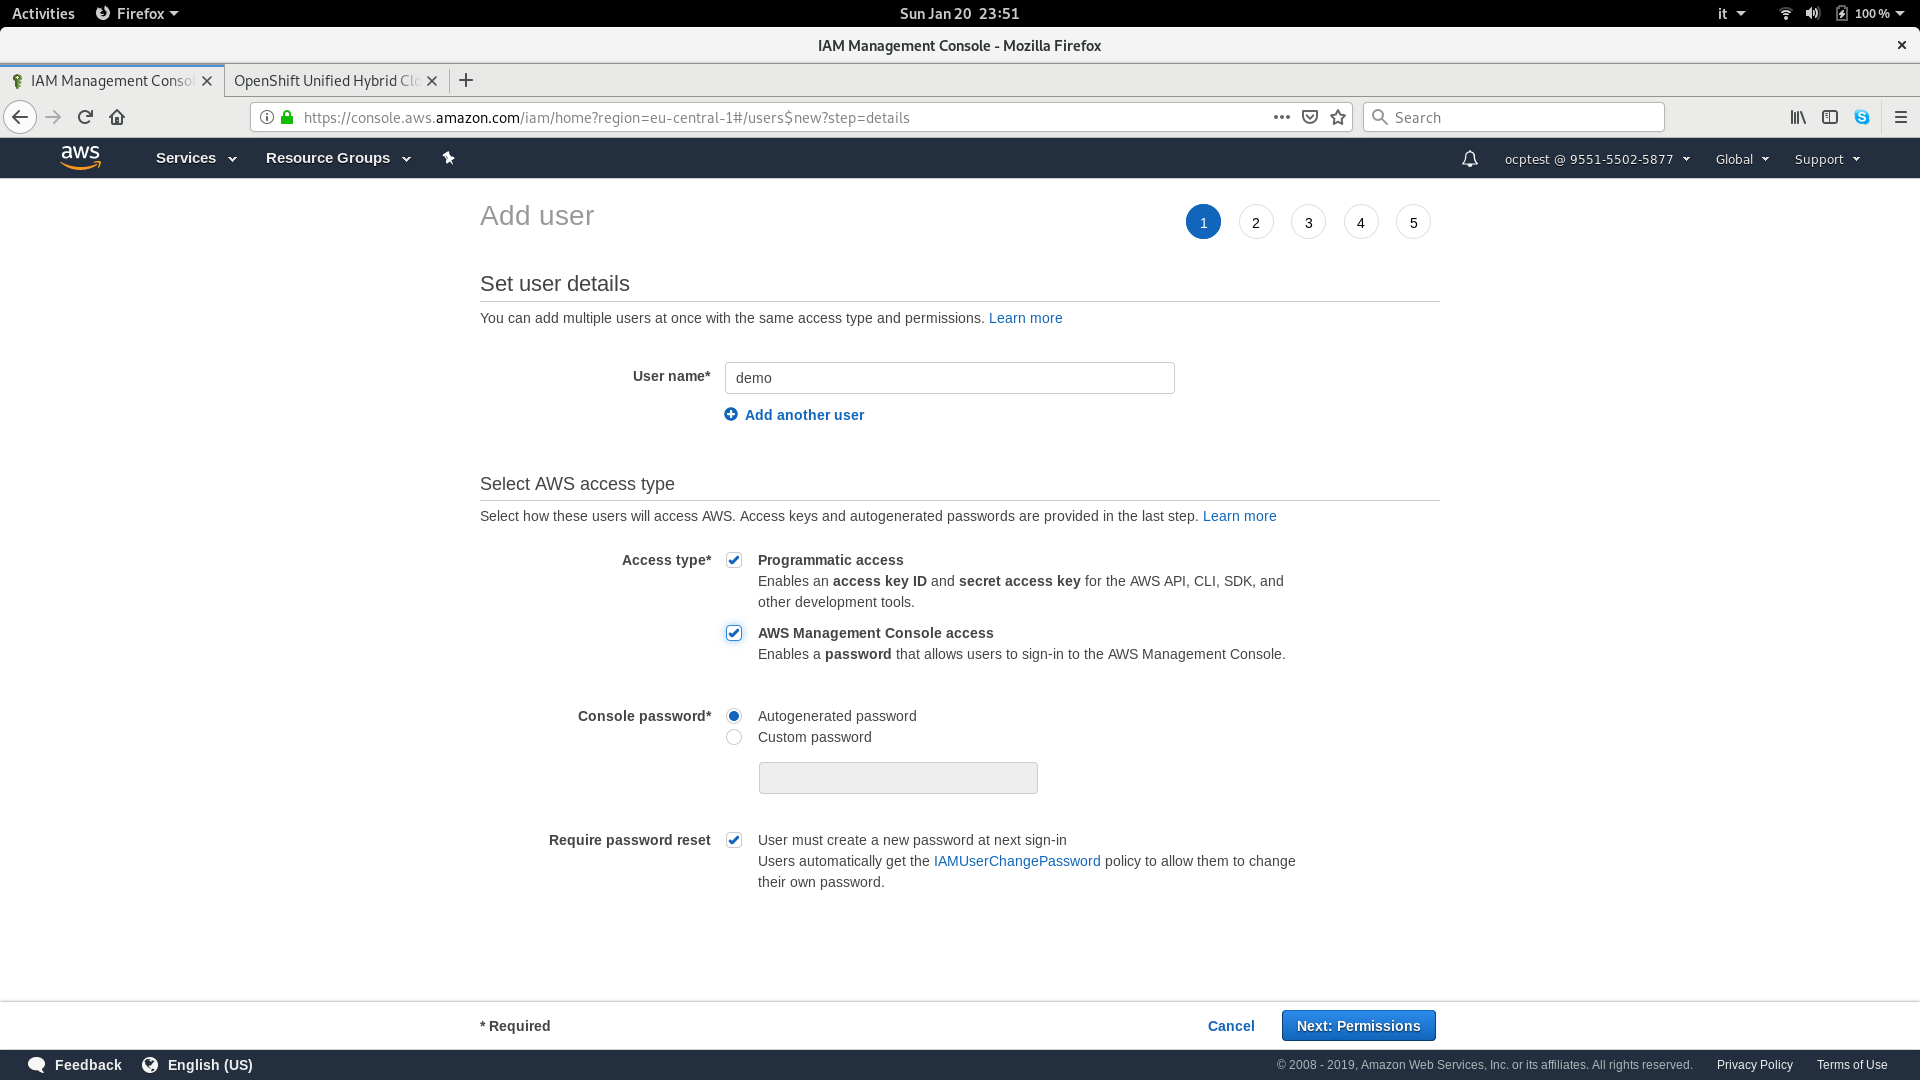 Activities Firefox Sun Jan 20 23:51 it 100 %
IAM Management Console - Mozilla Firefox
IAM Management Consol OpenShift Unified Hybrid Clo
https://console.aws.amazon.com/iam/home?region=eu-central-1#/users$new?step=details Search
aws Services Resource Groups ocptest @ 9551-5502-5877 Global Support
Add user 1 2 3 4 5
Set user details
You can add multiple users at once with the same access type and permissions. Learn more
User name* demo
Add another user
Select AWS access type
Select how these users will access AWS. Access keys and autogenerated passwords are provided in the last step. Learn more
Access type* Programmatic access
Enables an access key ID and secret access key for the AWS API, CLI, SDK, and
other development tools.
AWS Management Console access
Enables a password that allows users to sign-in to the AWS Management Console.
Console password* Autogenerated password
Custom password
Require password reset User must create a new password at next sign-in
Users automatically get the IAMUserChangePassword policy to allow them to change
their own password.
* Required Cancel Next: Permissions
Feedback English (US) © 2008 - 2019, Amazon Web Services, Inc. or its affiliates. All rights reserved. Privacy Policy Terms of Use